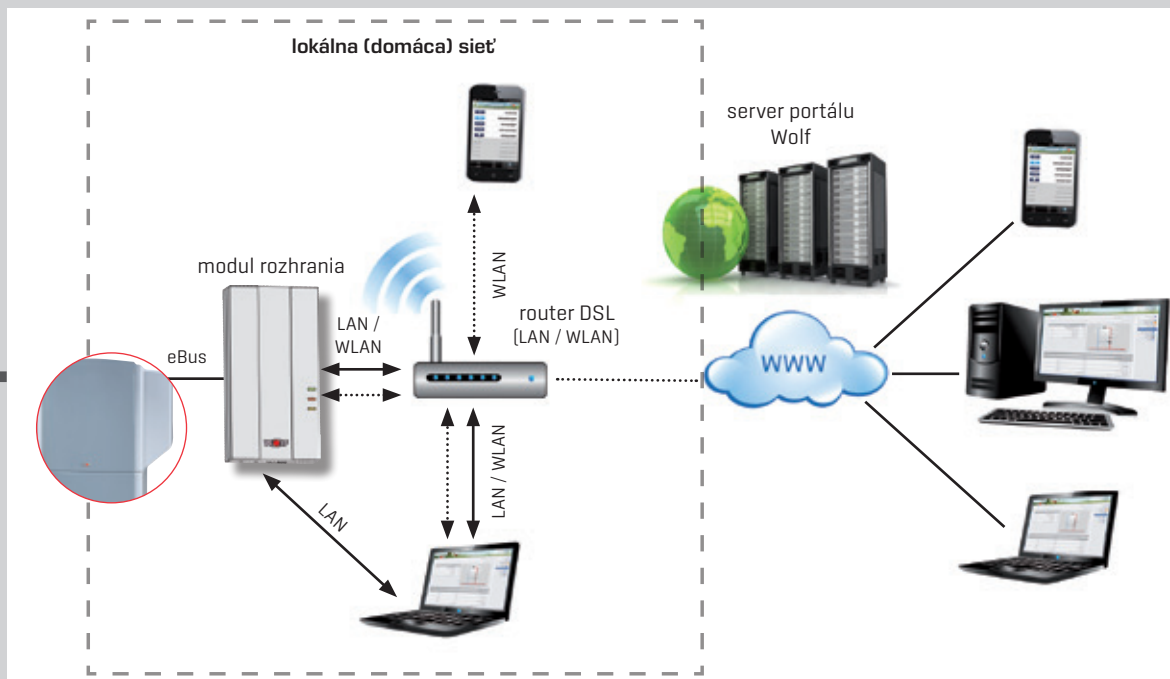 lokálna (domáca) sieť
server portálu
Wolf
modul rozhrania
WLAN
router DSL
(LAN / WLAN)
LAN /
WLAN
eBus
WWW
LAN / WLAN
LAN